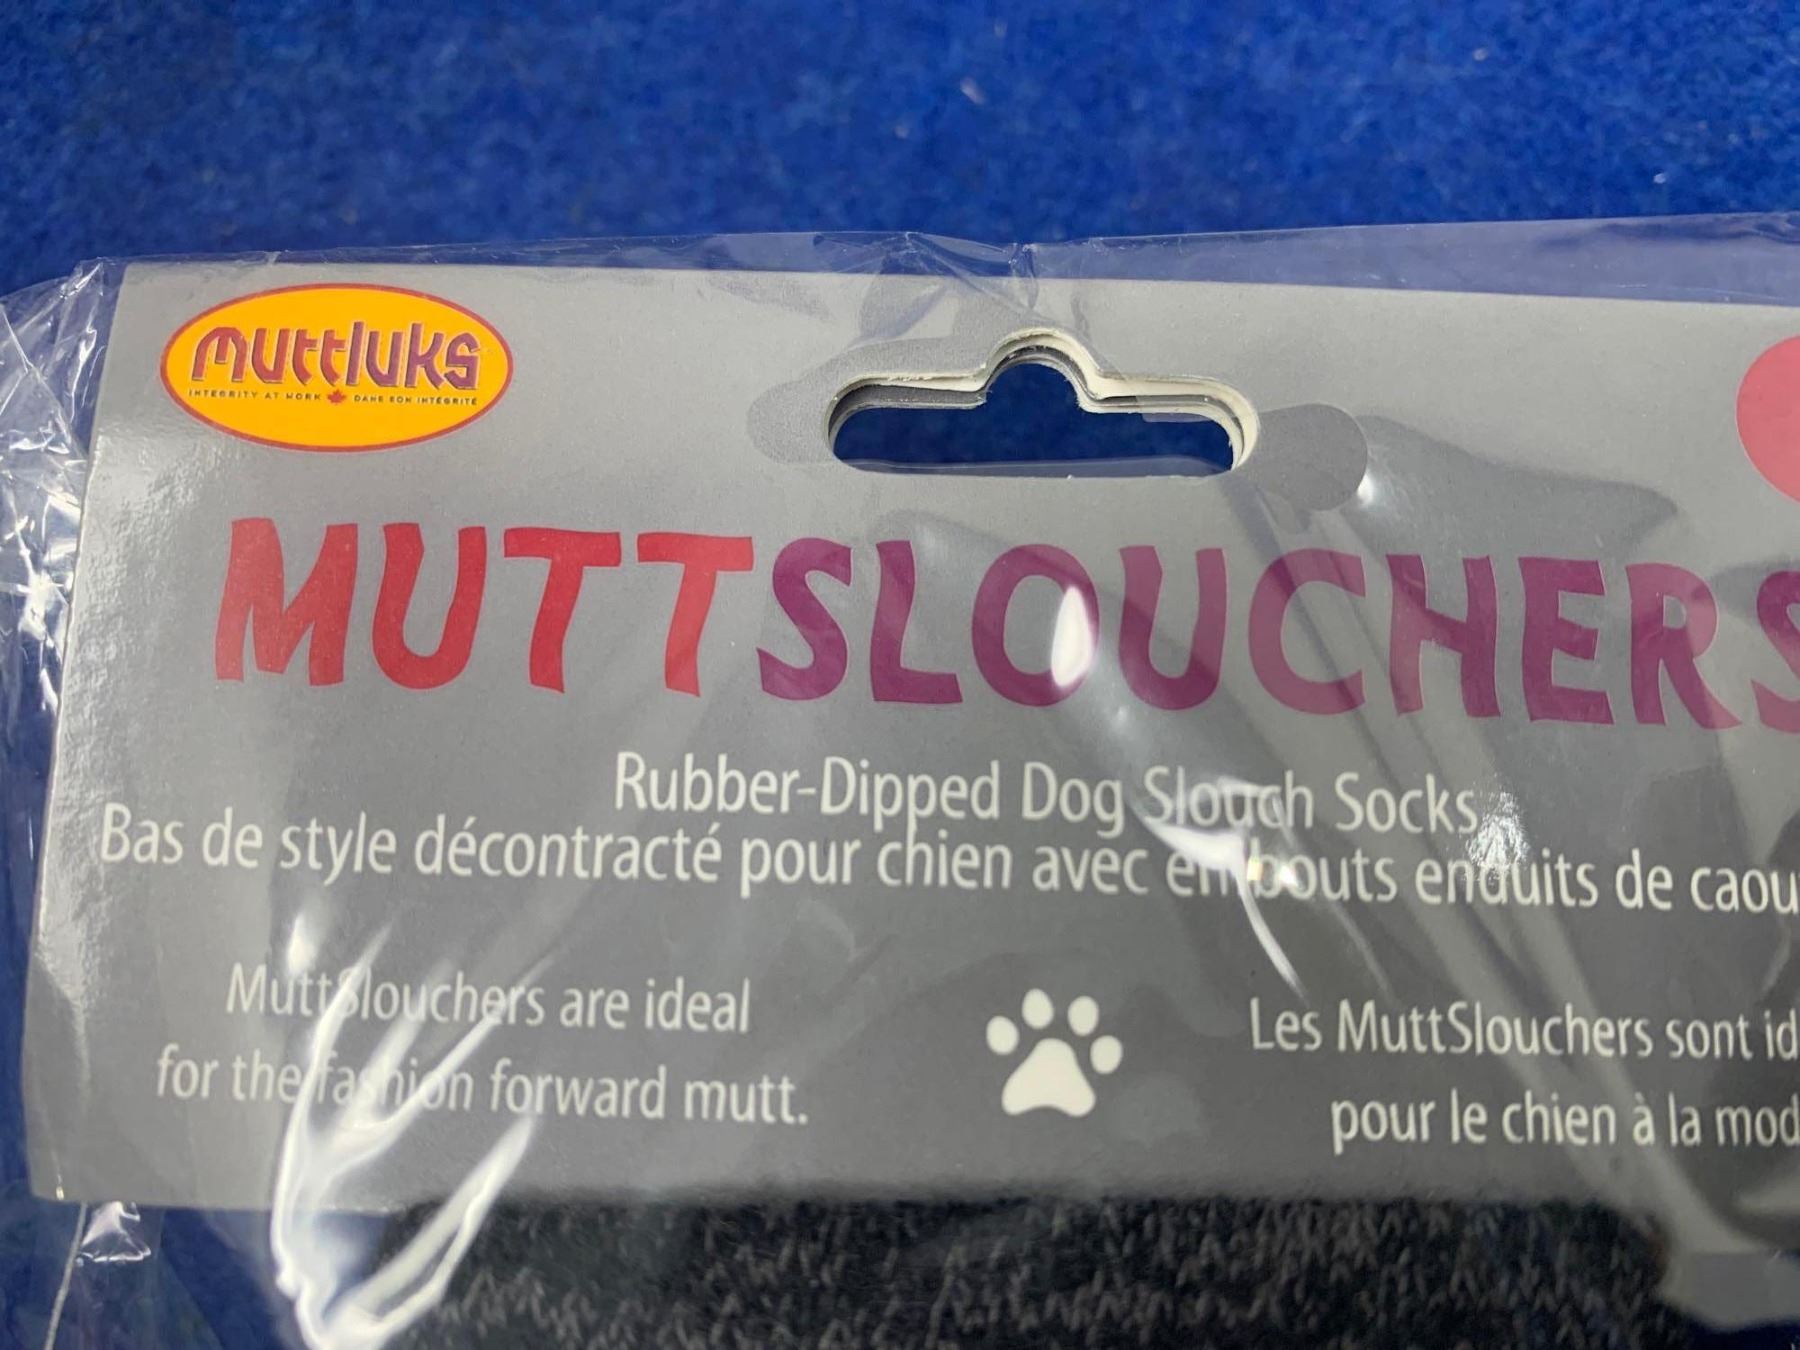 muttluks
INTEGRITY AT WORK DANS SON INTÉGRITÉ
MUTTSLOUCHERS
Rubber-Dipped Dog Slouch Socks
Bas de style décontracté pour chien avec embouts enduits de caou
MuttSlouchers are ideal
for the fashion forward mutt.
Les MuttSlouchers sont id
pour le chien à la mod